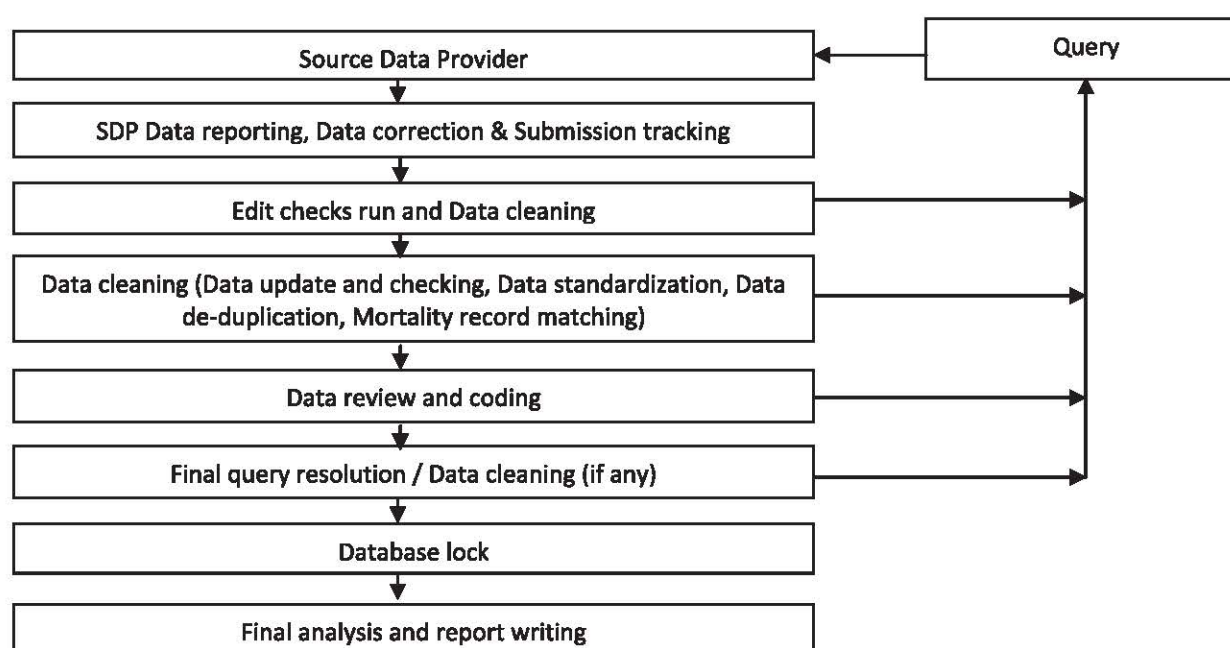 Source Data Provider
Query
SDP Data reporting, Data correction & Submission tracking
Edit checks run and Data cleaning
Data cleaning (Data update and checking, Data standardization, Data
de-duplication, Mortality record matching)
Data review and coding
Final query resolution / Data cleaning (if any)
Database lock
Final analysis and report writing